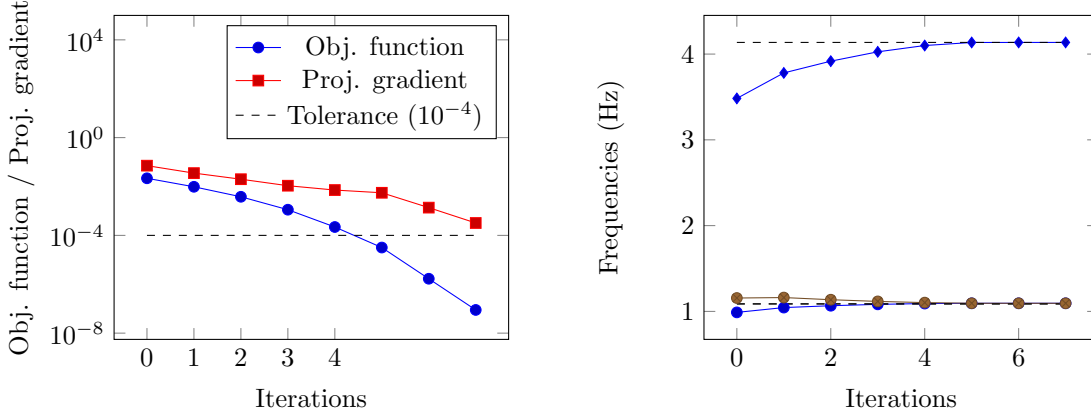 Obj. function / Proj. gradient
10^4
10^0
10^−4
10^−8
Obj. function
Proj. gradient
Tolerance (10^−4)
0 1 2 3 4
Iterations
Frequencies (Hz)
4
3
2
1
0 2 4 6
Iterations